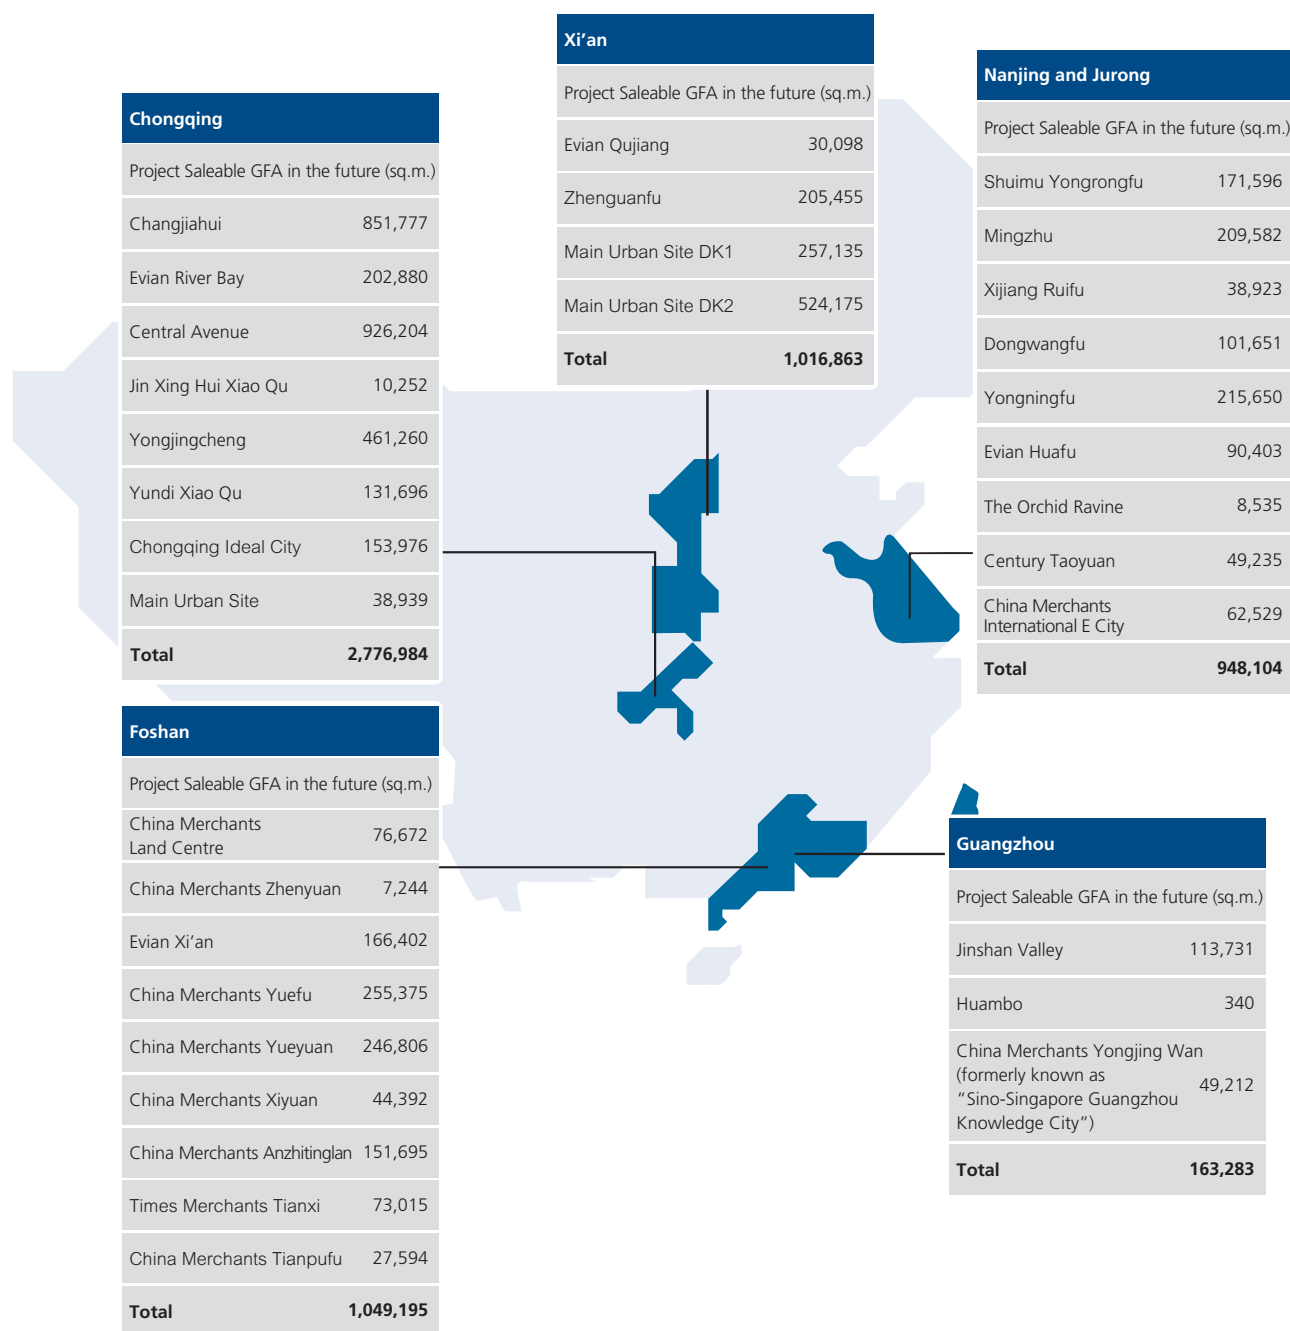 Xi’an
Project Saleable GFA in the future (sq.m.)
Evian Qujiang 30,098
Zhenguanfu 205,455
Main Urban Site DK1 257,135
Main Urban Site DK2 524,175
Total 1,016,863
Nanjing and Jurong
Project Saleable GFA in the future (sq.m.)
Shuimu Yongrongfu 171,596
Mingzhu 209,582
Xijiang Ruifu 38,923
Dongwangfu 101,651
Yongningfu 215,650
Evian Huafu 90,403
The Orchid Ravine 8,535
Century Taoyuan 49,235
China Merchants
International E City 62,529
Total 948,104
Chongqing
Project Saleable GFA in the future (sq.m.)
Changjiahui 851,777
Evian River Bay 202,880
Central Avenue 926,204
Jin Xing Hui Xiao Qu 10,252
Yongjingcheng 461,260
Yundi Xiao Qu 131,696
Chongqing Ideal City 153,976
Main Urban Site 38,939
Total 2,776,984
Foshan
Project Saleable GFA in the future (sq.m.)
China Merchants
Land Centre 76,672
China Merchants Zhenyuan 7,244
Evian Xi’an 166,402
China Merchants Yuefu 255,375
China Merchants Yueyuan 246,806
China Merchants Xiyuan 44,392
China Merchants Anzhitinglan 151,695
Times Merchants Tianxi 73,015
China Merchants Tianpufu 27,594
Total 1,049,195
Guangzhou
Project Saleable GFA in the future (sq.m.)
Jinshan Valley 113,731
Huambo 340
China Merchants Yongjing Wan
(formerly known as
“Sino-Singapore Guangzhou 49,212
Knowledge City”)
Total 163,283